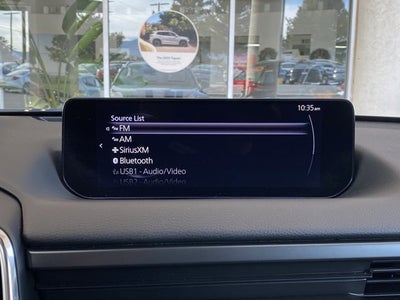 10:35am
Source List
FM
AM
SiriusXM
Bluetooth
USB1 - Audio/Video
USB2 - Audio/Video